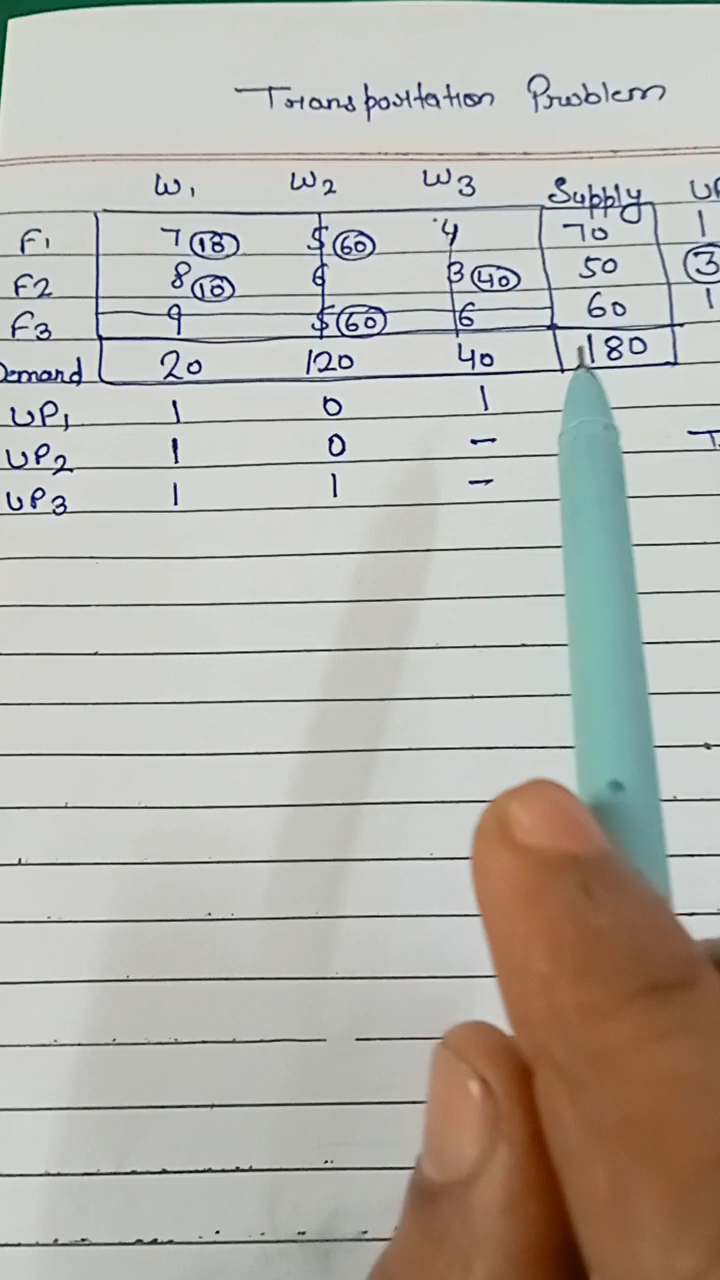 Transportation Problem
W1 W2 W3 Supply UP
F1 7 (18) 5 (60) 4 70 1
F2 8 (10) 6 3 (40) 50 (3
F3 9 5 (60) 6 60 1
Demand 20 120 40 180
UP1 1 0 1
UP2 1 0 – T
UP3 1 1 –